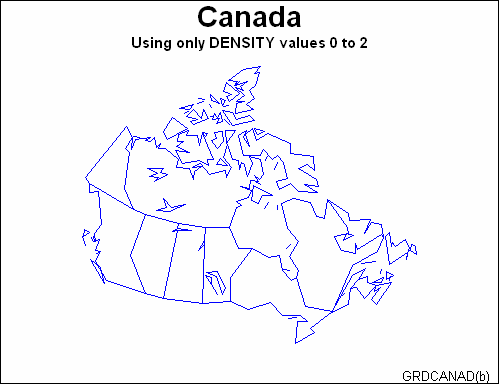 Canada
Using only DENSITY values 0 to 2
GRDCANAD(b)